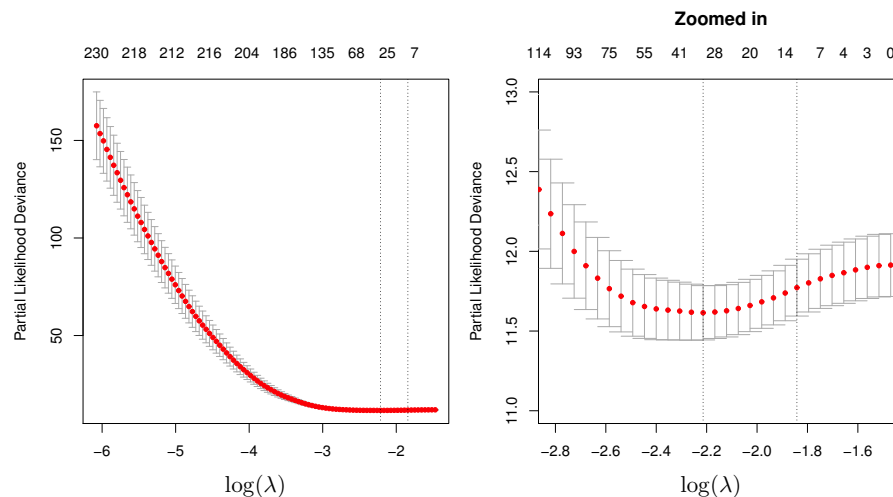 Zoomed in
230 218 212 216 204 186 135 68 25 7
114 93 75 55 41 28 20 14 7 4 3 0
Partial Likelihood Deviance
150
100
50
−6 −5 −4 −3 −2
log(λ)
Partial Likelihood Deviance
13.0
12.5
12.0
11.5
11.0
−2.8 −2.6 −2.4 −2.2 −2.0 −1.8 −1.6
log(λ)